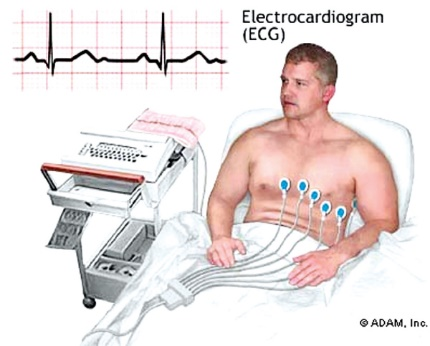 Electrocardiogram
(ECG)
© ADAM, Inc.